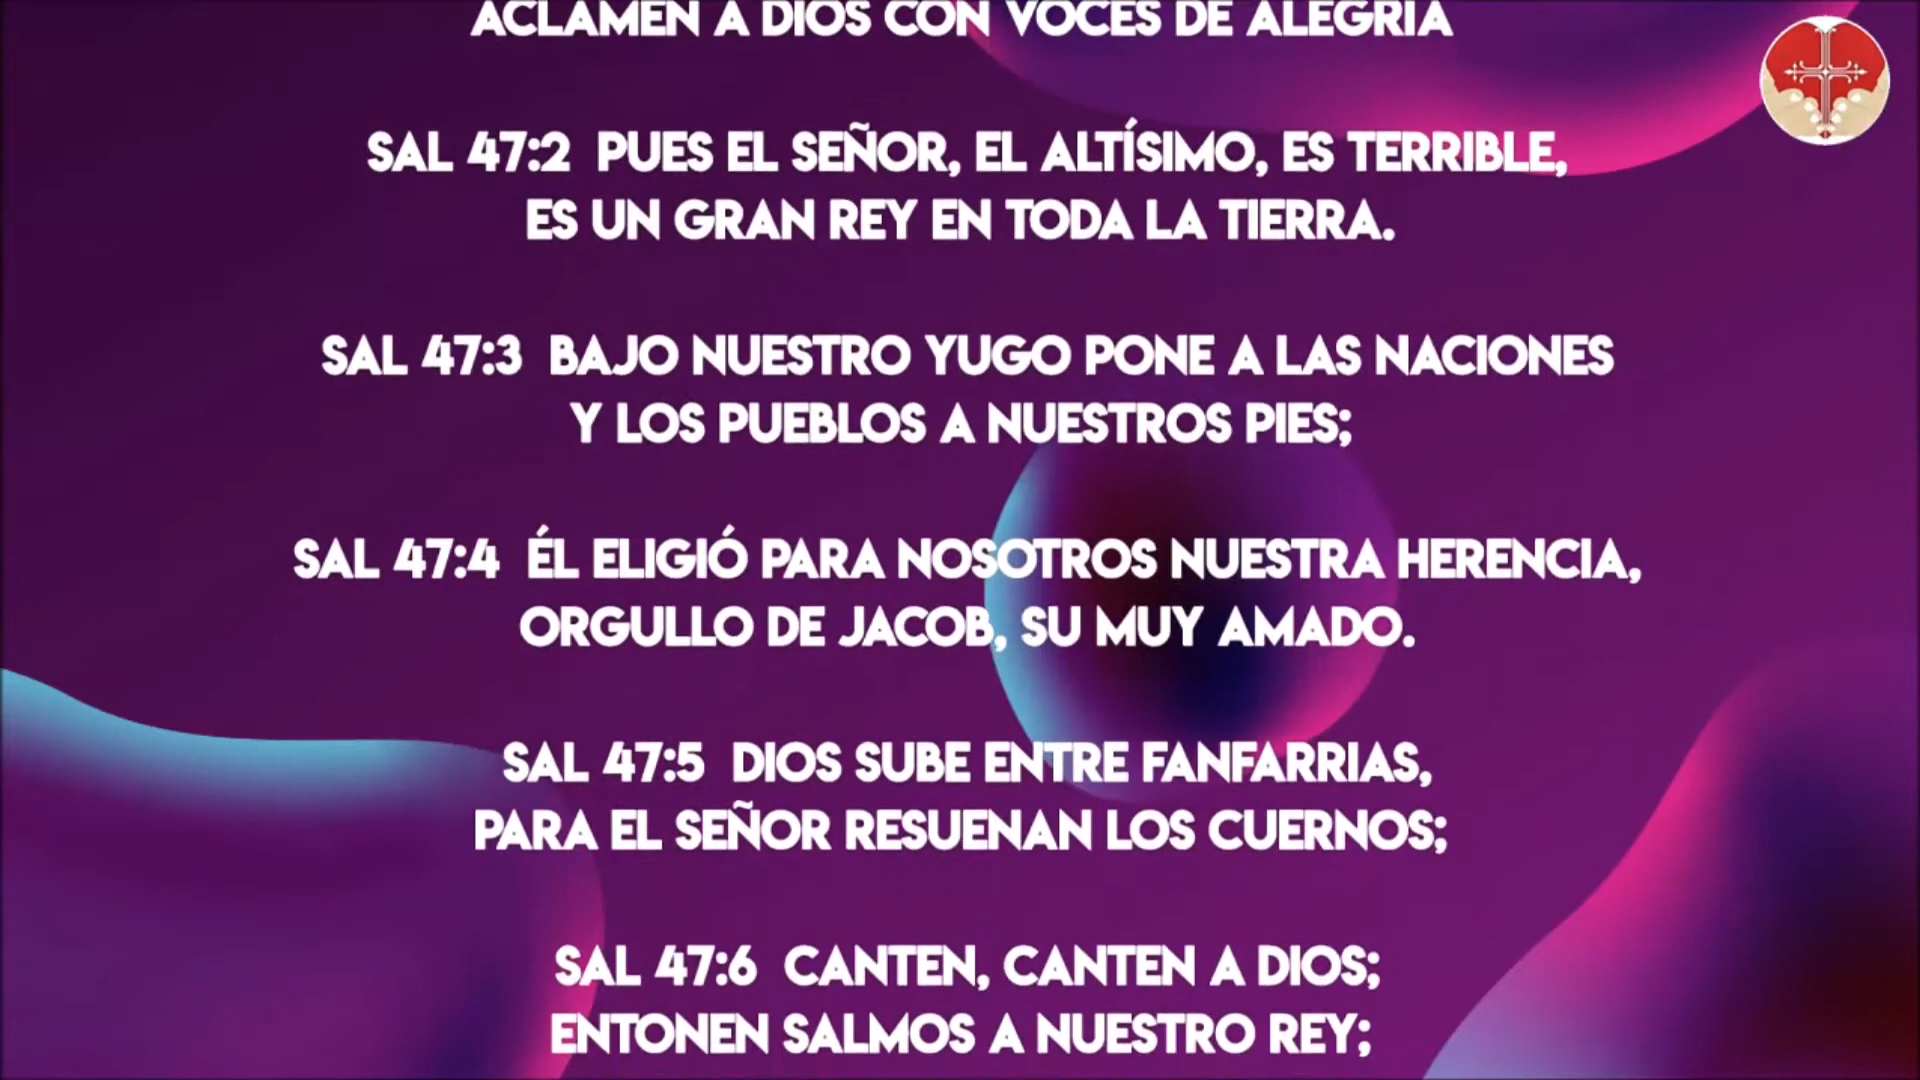 ACLAMEN A DIOS CON VOCES DE ALEGRÍA
SAL 47:2 PUES EL SEÑOR, EL ALTÍSIMO, ES TERRIBLE,
ES UN GRAN REY EN TODA LA TIERRA.
SAL 47:3 BAJO NUESTRO YUGO PONE A LAS NACIONES
Y LOS PUEBLOS A NUESTROS PIES;
SAL 47:4 ÉL ELIGIÓ PARA NOSOTROS NUESTRA HERENCIA,
ORGULLO DE JACOB, SU MUY AMADO.
SAL 47:5 DIOS SUBE ENTRE FANFARRIAS,
PARA EL SEÑOR RESUENAN LOS CUERNOS;
SAL 47:6 CANTEN, CANTEN A DIOS;
ENTONEN SALMOS A NUESTRO REY;